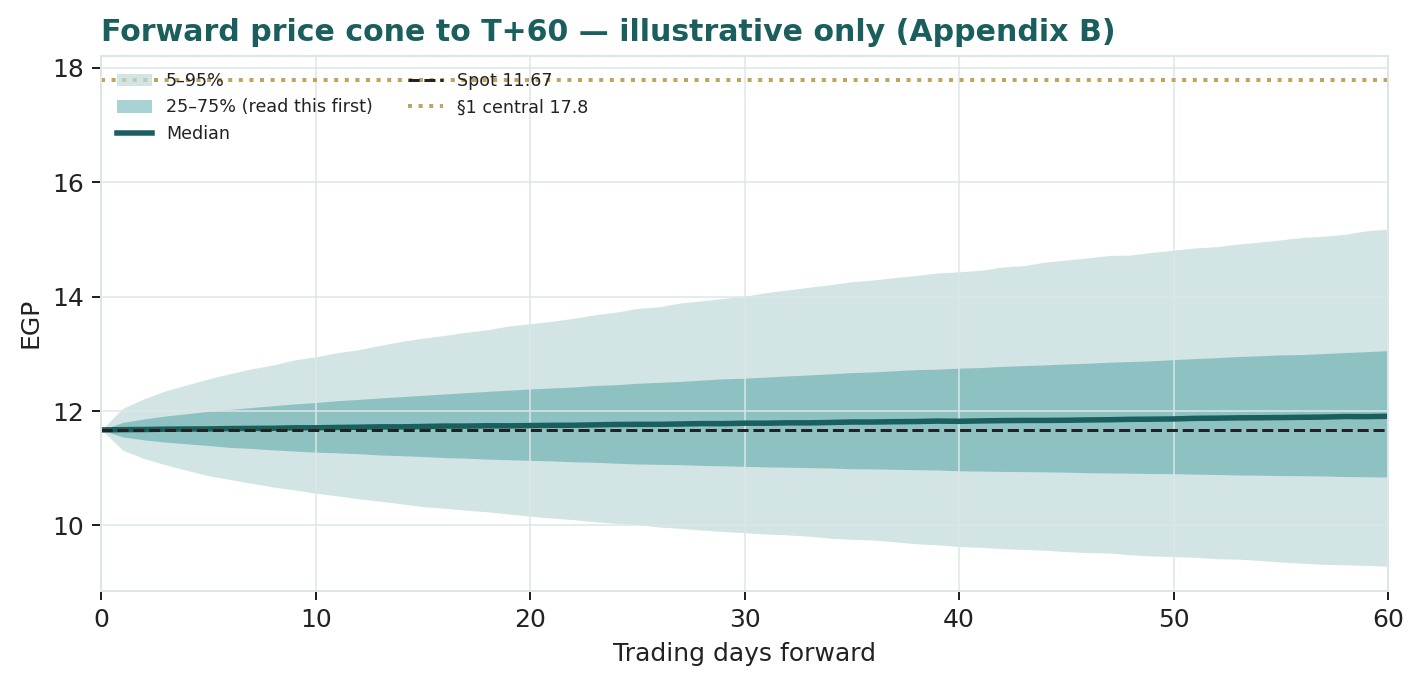 Forward price cone to T+60 — illustrative only (Appendix B)
18
16
14
12
10
EGP
5–95%
25–75% (read this first)
Median
Spot 11.67
§1 central 17.8
0 10 20 30 40 50 60
Trading days forward